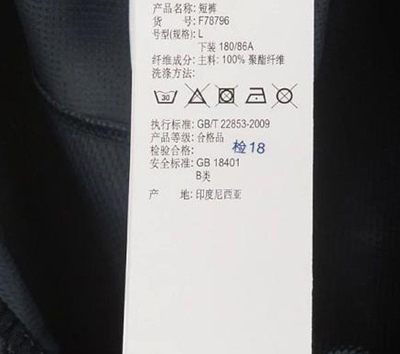 产品名称: 短裤
货 号: F78796
号型(规格): L
下装 180/86A
纤维成分: 主料: 100% 聚酯纤维
洗涤方法:
30
执行标准: GB/T 22853-2009
产品等级: 合格品
检验合格: 检18
安全标准: GB 18401
B类
产 地: 印度尼西亚